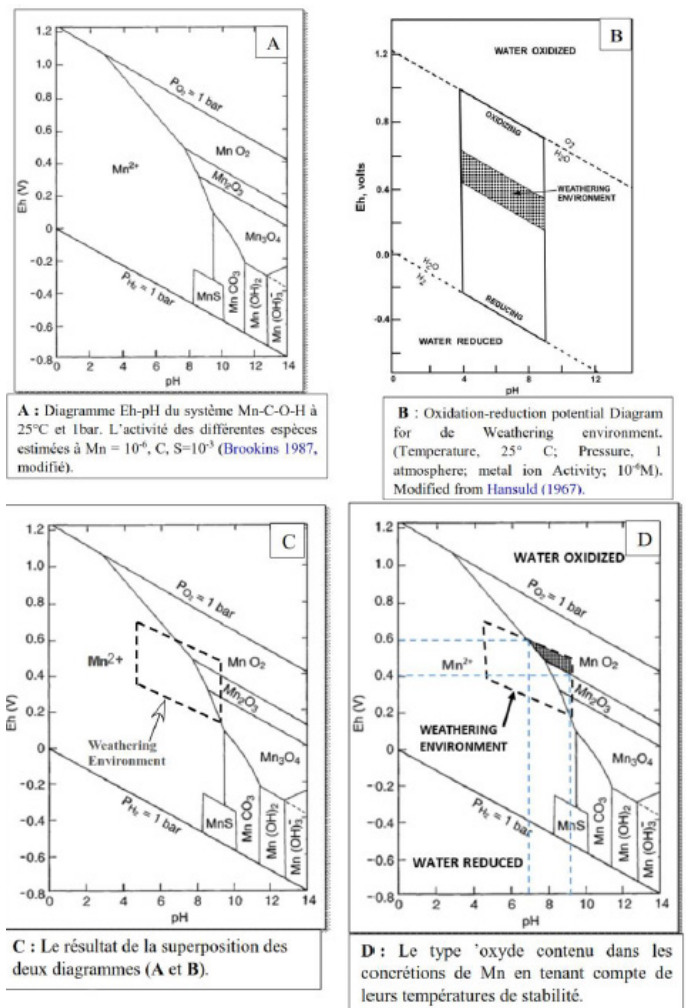 A
1.2
1.0
0.8
0.6
0.4
0.2
0
-0.2
-0.4
-0.6
-0.8
Eh (V)
0 2 4 6 8 10 12 14
pH
PO2 = 1 bar
Mn2+
Mn O2
Mn2O3
Mn3O4
MnS
Mn CO3
Mn (OH)2
Mn (OH)3-
PH2 = 1 bar
A : Diagramme Eh-pH du système Mn-C-O-H à
25°C et 1bar. L'activité des différentes espèces
estimées à Mn = 10-6, C, S=10-3 (Brookins 1987,
modifié).
B
WATER OXIDIZED
1.2
0.8
0.4
0.0
-0.4
Eh, volts
OXIDIZING
O2
H2O
WEATHERING
ENVIRONMENT
H2O
H2
REDUCING
WATER REDUCED
0 4 8 12
pH
B : Oxidation-reduction potential Diagram
for de Weathering environment.
(Temperature, 25° C; Pressure, 1
atmosphere; metal ion Activity; 10-6M).
Modified from Hansuld (1967).
C
1.2
1.0
0.8
0.6
0.4
0.2
0
-0.2
-0.4
-0.6
-0.8
Eh (V)
0 2 4 6 8 10 12 14
pH
PO2 = 1 bar
Mn2+
Mn O2
Mn2O3
Weathering
Environment
Mn3O4
MnS
Mn CO3
Mn (OH)2
Mn (OH)3-
PH2 = 1 bar
C : Le résultat de la superposition des
deux diagrammes (A et B).
D
WATER OXIDIZED
1.2
1.0
0.8
0.6
0.4
0.2
0
-0.2
-0.4
-0.6
-0.8
Eh (V)
0 2 4 6 8 10 12 14
pH
PO2 = 1 bar
Mn2+
Mn O2
Mn2O3
WEATHERING
ENVIRONMENT
Mn3O4
MnS
Mn CO3
Mn (OH)2
Mn (OH)3-
PH2 = 1 bar
WATER REDUCED
D : Le type 'oxyde contenu dans les
concrétions de Mn en tenant compte de
leurs températures de stabilité.